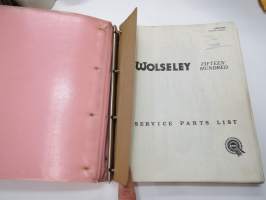 WOLSELEY
FIFTEEN
HUNDRED
SERVICE PARTS LIST